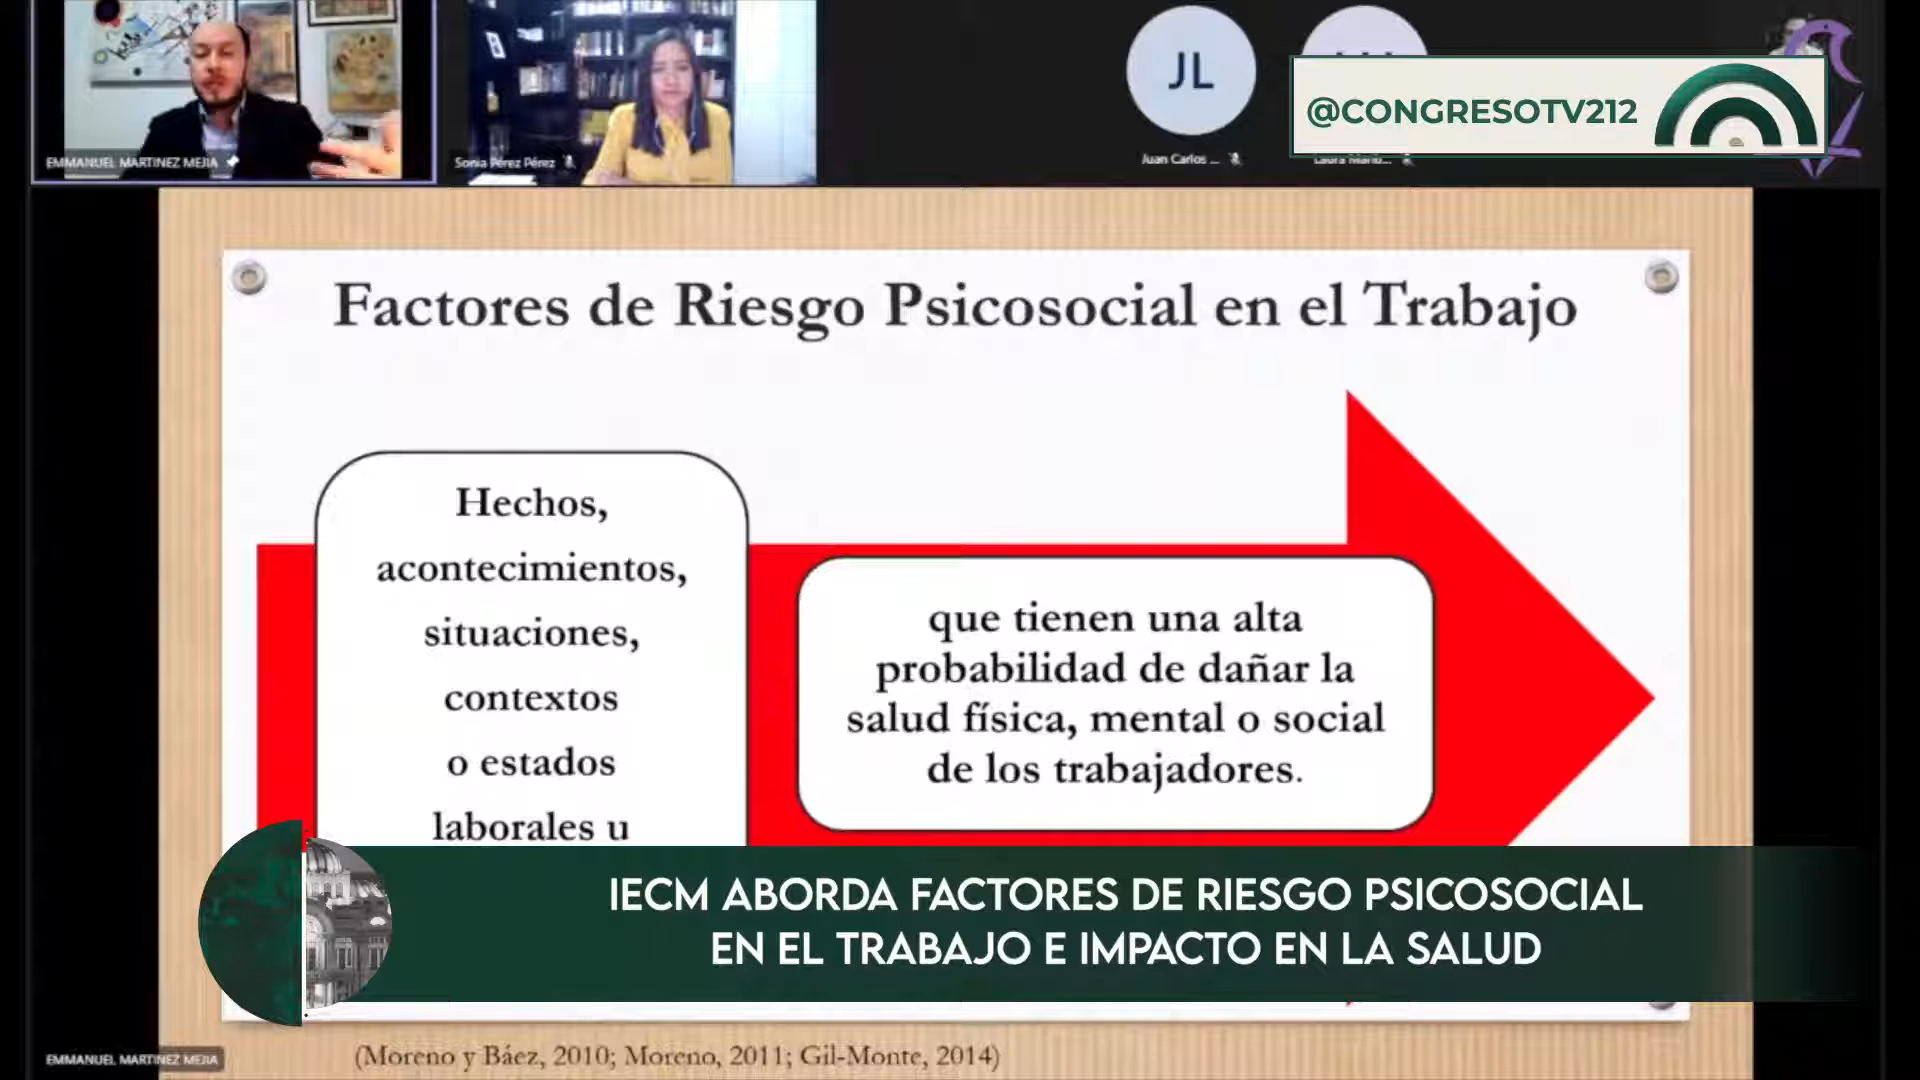 EMMANUEL MARTINEZ MEJIA
Sonia Pérez Pérez
JL
Juan Carlos ...
@CONGRESOTV212
Factores de Riesgo Psicosocial en el Trabajo
Hechos,
acontecimientos,
situaciones,
contextos
o estados
laborales u
que tienen una alta
probabilidad de dañar la
salud física, mental o social
de los trabajadores.
IECM ABORDA FACTORES DE RIESGO PSICOSOCIAL
EN EL TRABAJO E IMPACTO EN LA SALUD
EMMANUEL MARTINEZ MEJIA
(Moreno y Báez, 2010; Moreno, 2011; Gil-Monte, 2014)